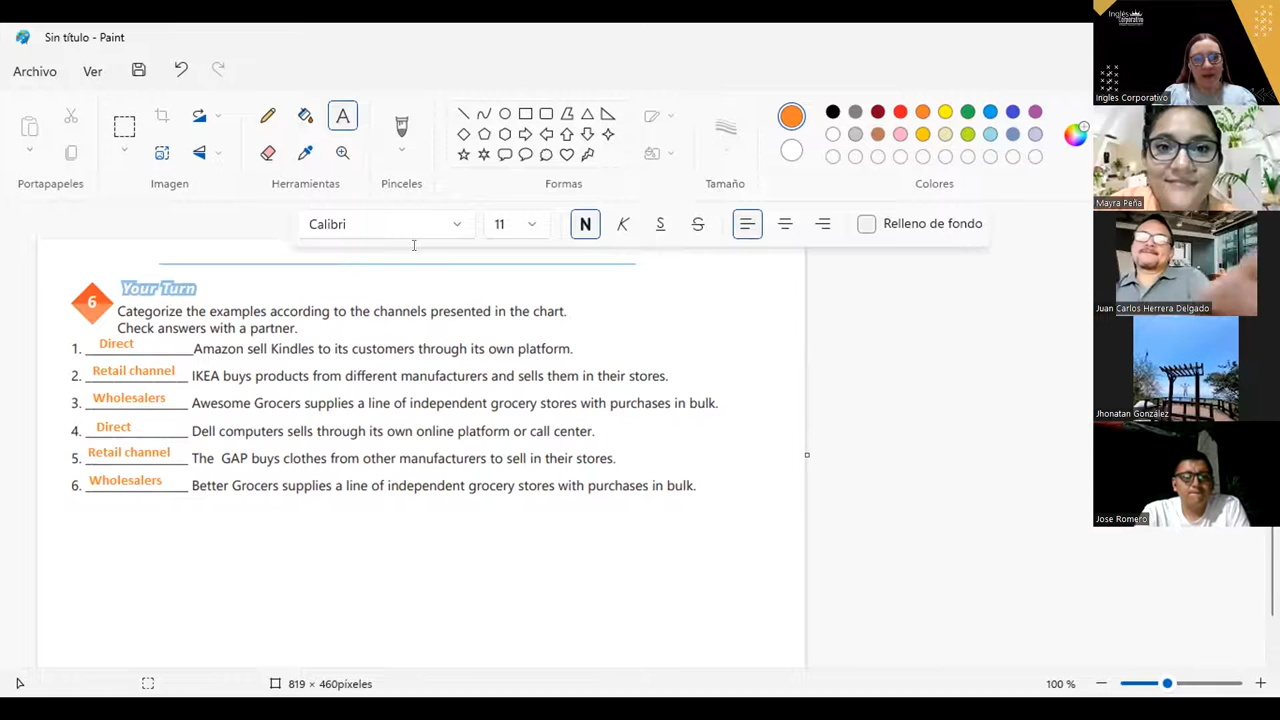 Sin título - Paint
Archivo
Ver
Portapapeles
Imagen
Herramientas
Pinceles
Formas
Tamaño
Colores
Calibri
11
N
K
S
S
Relleno de fondo
6
Your Turn
Categorize the examples according to the channels presented in the chart.
Check answers with a partner.
1. Direct Amazon sell Kindles to its customers through its own platform.
2. Retail channel IKEA buys products from different manufacturers and sells them in their stores.
3. Wholesalers Awesome Grocers supplies a line of independent grocery stores with purchases in bulk.
4. Direct Dell computers sells through its own online platform or call center.
5. Retail channel The GAP buys clothes from other manufacturers to sell in their stores.
6. Wholesalers Better Grocers supplies a line of independent grocery stores with purchases in bulk.
819 × 460píxeles
100 %
Inglés
Corporativo
Ingles Corporativo
Mayra Peña
Juan Carlos Herrera Delgado
Jhonatan González
Jose Romero